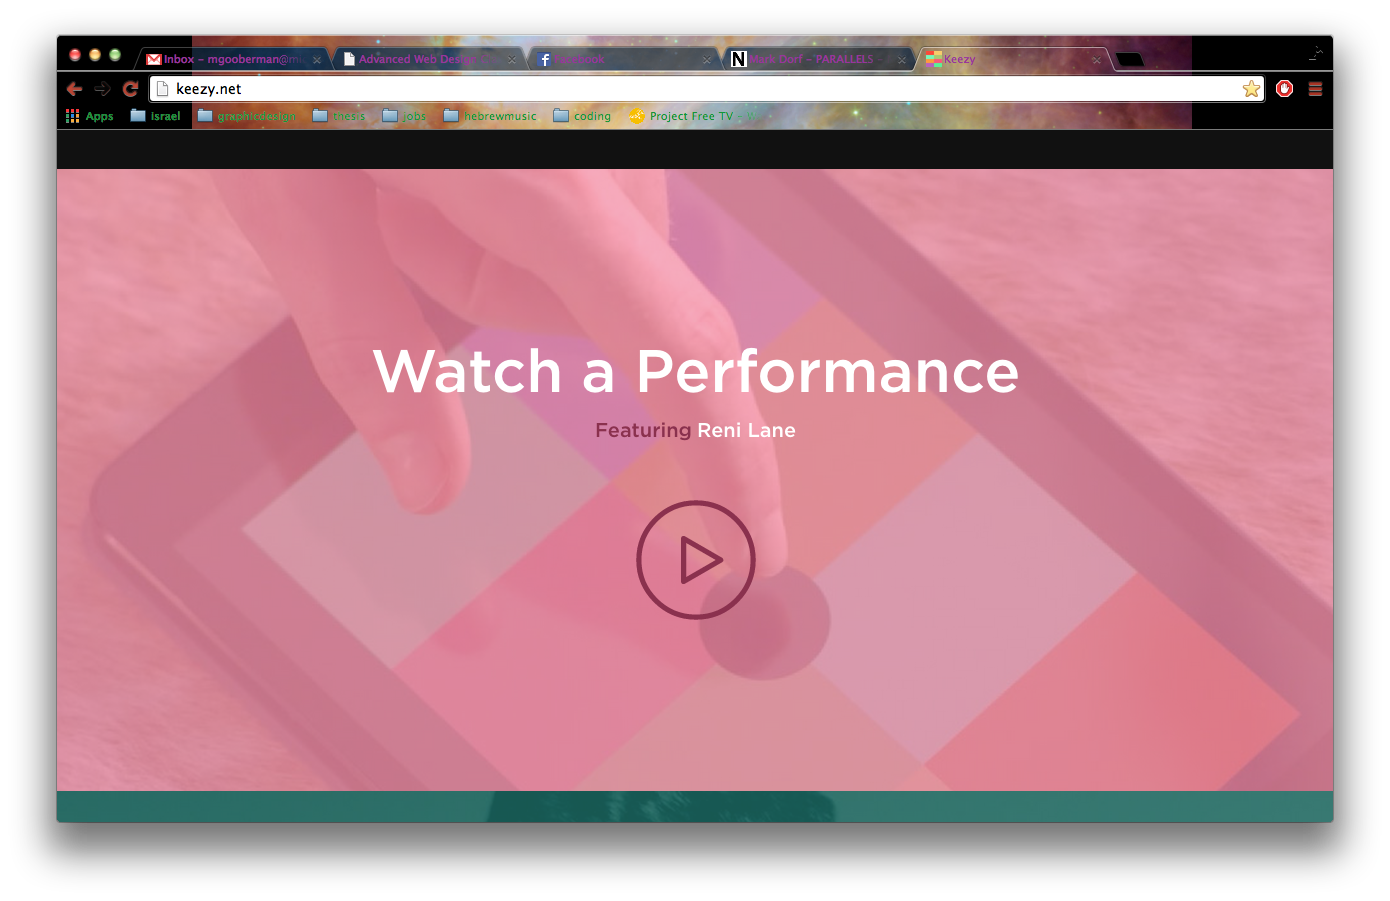 Inbox – mgooberman@m
Advanced Web Design
Facebook
Mark Dorf – PARALLELS –
Keezy
keezy.net
Apps
Israel
graphicdesign
thesis
jobs
hebrewmusic
coding
Project Free TV
Watch a Performance
Featuring Reni Lane